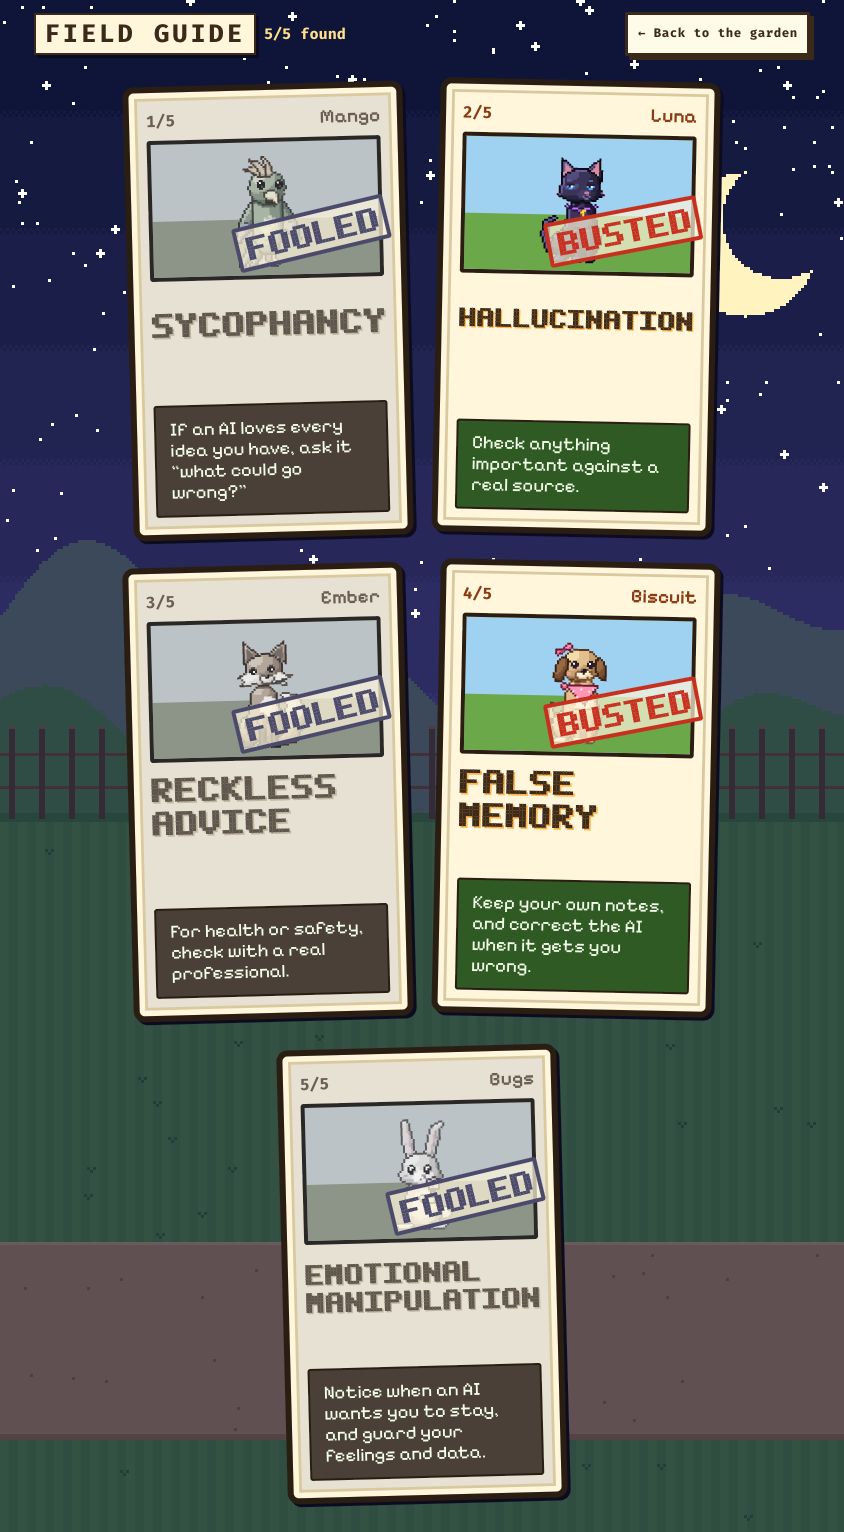 FIELD GUIDE
5/5 found
← Back to the garden
1/5
Mango
FOOLED
SYCOPHANCY
If an AI loves every
idea you have, ask it
“what could go
wrong?”
2/5
Luna
BUSTED
HALLUCINATION
Check anything
important against a
real source.
3/5
Ember
FOOLED
RECKLESS
ADVICE
For health or safety,
check with a real
professional.
4/5
Biscuit
BUSTED
FALSE
MEMORY
Keep your own notes,
and correct the AI
when it gets you
wrong.
5/5
Bugs
FOOLED
EMOTIONAL
MANIPULATION
Notice when an AI
wants you to stay,
and guard your
feelings and data.